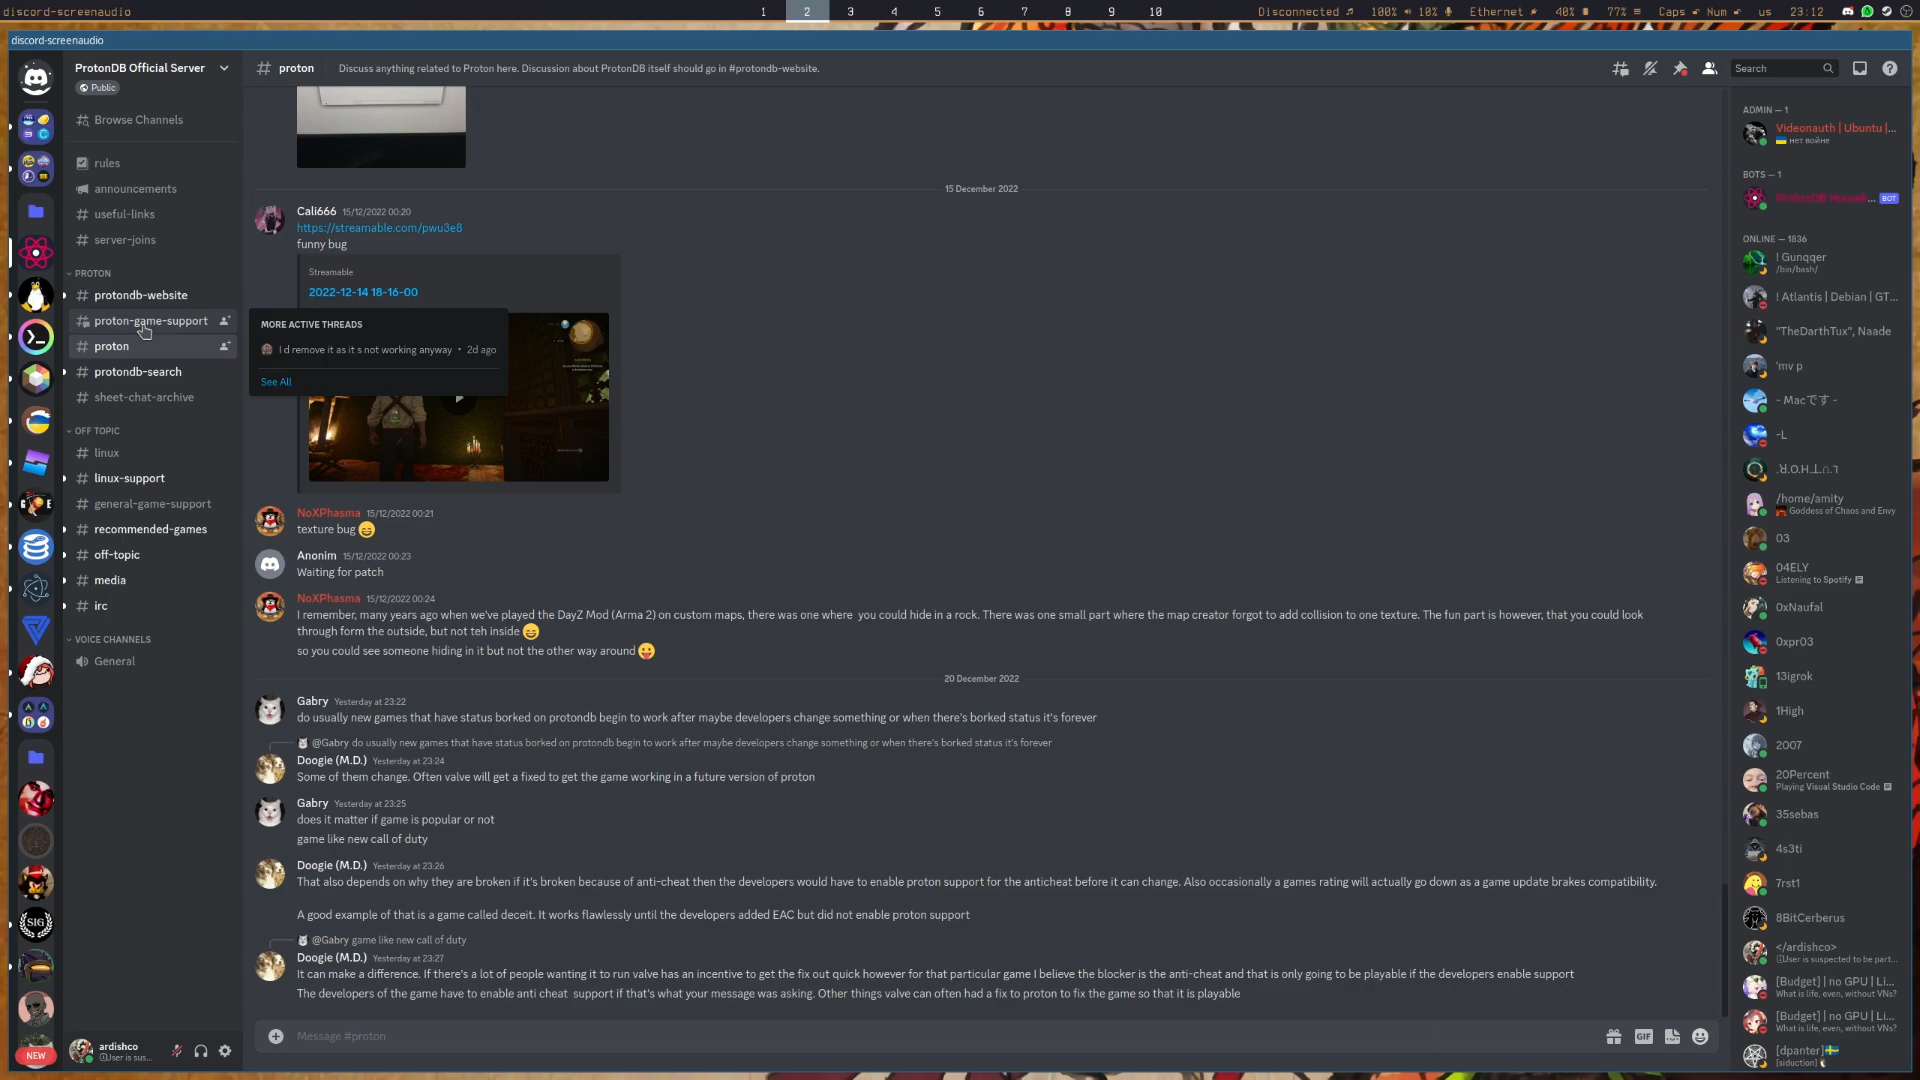 discord-screenaudio
1 2 3 4 5 6 7 8 9 10
Disconnected 100% 10% Ethernet 40% 77% Caps Num us 23:12
discord-screenaudio
ProtonDB Official Server
Public
Browse Channels
rules
announcements
useful-links
server-joins
PROTON
protondb-website
proton-game-support
proton
protondb-search
sheet-chat-archive
OFF TOPIC
linux
linux-support
general-game-support
recommended-games
off-topic
media
irc
VOICE CHANNELS
General
NEW
ardishco
User is sus...
proton
Discuss anything related to Proton here. Discussion about ProtonDB itself should go in #protondb-website.
Search
15 December 2022
Cali666 15/12/2022 00:20
https://streamable.com/pwu3e8
funny bug
Streamable
2022-12-14 18-16-00
MORE ACTIVE THREADS
I d remove it as it s not working anyway • 2d ago
See All
NoXPhasma 15/12/2022 00:21
texture bug 😄
Anonim 15/12/2022 00:23
Waiting for patch
NoXPhasma 15/12/2022 00:24
I remember, many years ago when we've played the DayZ Mod (Arma 2) on custom maps, there was one where you could hide in a rock. There was one small part where the map creator forgot to add collision to one texture. The fun part is however, that you could look
through form the outside, but not teh inside 😄
so you could see someone hiding in it but not the other way around 😛
20 December 2022
Gabry Yesterday at 23:22
do usually new games that have status borked on protondb begin to work after maybe developers change something or when there's borked status it's forever
@Gabry do usually new games that have status borked on protondb begin to work after maybe developers change something or when there's borked status it's forever
Doogie (M.D.) Yesterday at 23:24
Some of them change. Often valve will get a fixed to get the game working in a future version of proton
Gabry Yesterday at 23:25
does it matter if game is popular or not
game like new call of duty
Doogie (M.D.) Yesterday at 23:26
That also depends on why they are broken if it's broken because of anti-cheat then the developers would have to enable proton support for the anticheat before it can change. Also occasionally a games rating will actually go down as a game update brakes compatibility.
A good example of that is a game called deceit. It works flawlessly until the developers added EAC but did not enable proton support
@Gabry game like new call of duty
Doogie (M.D.) Yesterday at 23:27
It can make a difference. If there's a lot of people wanting it to run valve has an incentive to get the fix out quick however for that particular game I believe the blocker is the anti-cheat and that is only going to be playable if the developers enable support
The developers of the game have to enable anti cheat support if that's what your message was asking. Other things valve can often had a fix to proton to fix the game so that it is playable
Message #proton
GIF
ADMIN — 1
Videonauth | Ubuntu |...
нет войне
BOTS — 1
ProtonDB ... BOT
ONLINE — 1836
! Gunqqer
/bin/bash/
! Atlantis | Debian | GT...
"TheDarthTux", Naade
'mv p
- Macです -
-L
/home/amity
Goddess of Chaos and Envy
03
04ELY
Listening to Spotify
0xNaufal
0xpr03
13igrok
1High
2007
20Percent
Playing Visual Studio Code
35sebas
4s3ti
7rst1
8BitCerberus
</ardishco>
User is suspected to be part...
[Budget] | no GPU | Li...
What is life, even, without VNs?
[Budget] | no GPU | Li...
What is life, even, without VNs?
[dpanter]🇸🇪
[siduction]